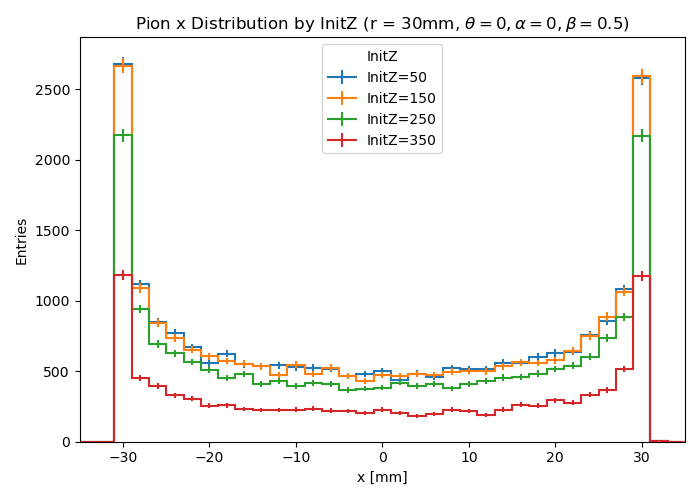 Pion x Distribution by InitZ (r = 30mm, θ = 0, α = 0, β = 0.5)
Entries
2500
2000
1500
1000
500
0
InitZ
InitZ=50
InitZ=150
InitZ=250
InitZ=350
−30
−20
−10
0
10
20
30
x [mm]